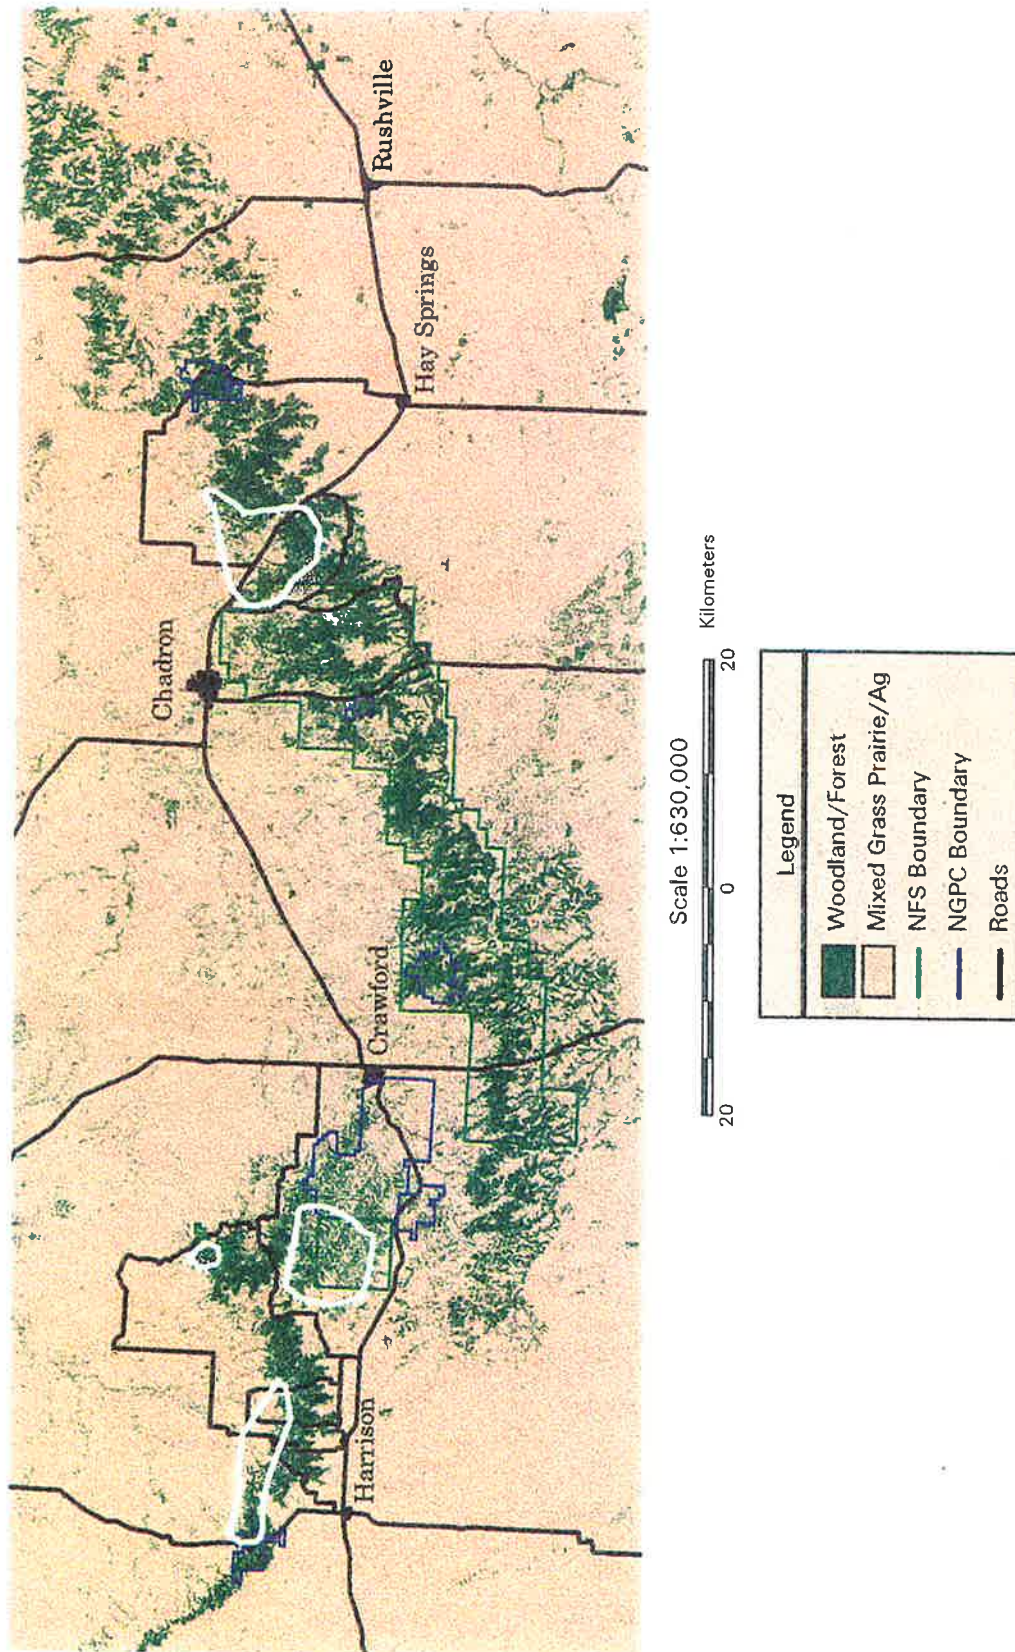 Rushville
Hay Springs
Chadron
Crawford
Harrison
Scale 1:630,000
20 0 20 Kilometers
Legend
Woodland/Forest
Mixed Grass Prairie/Ag
NFS Boundary
NGPC Boundary
Roads